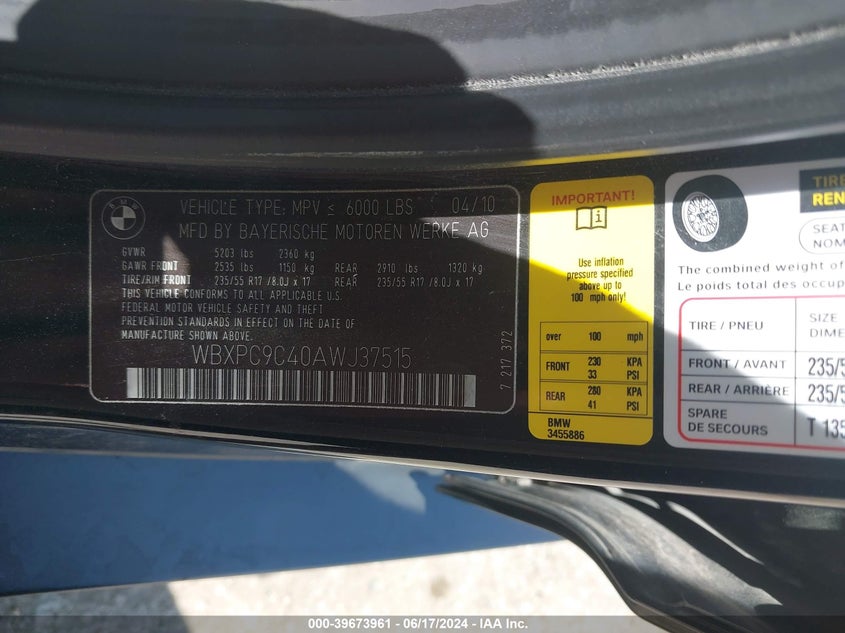 BMW
VEHICLE TYPE: MPV ≤ 6000 LBS 04/10
MFD BY BAYERISCHE MOTOREN WERKE AG
GVWR 5203 lbs 2360 kg
GAWR FRONT 2535 lbs 1150 kg REAR 2910 lbs 1320 kg
TIRE/RIM FRONT 235/55 R17 /8.0J x 17 REAR 235/55 R17 /8.0J x 17
THIS VEHICLE CONFORMS TO ALL APPLICABLE U.S.
FEDERAL MOTOR VEHICLE SAFETY AND THEFT
PREVENTION STANDARDS IN EFFECT ON THE DATE OF
MANUFACTURE SHOWN ABOVE.
WBXPC9C40AWJ37515
7 217 372
IMPORTANT!
i
Use inflation
pressure specified
above up to
100 mph only!
over 100 mph
FRONT 230 KPA
33 PSI
REAR 280 KPA
41 PSI
BMW
3455886
TIRE
REN
SEAT
NOM
The combined weight of
Le poids total des occup
TIRE / PNEU SIZE
DIME
FRONT / AVANT 235/5
REAR / ARRIÈRE 235/5
SPARE
DE SECOURS T 135
000-39673961 - 06/17/2024 - IAA Inc.